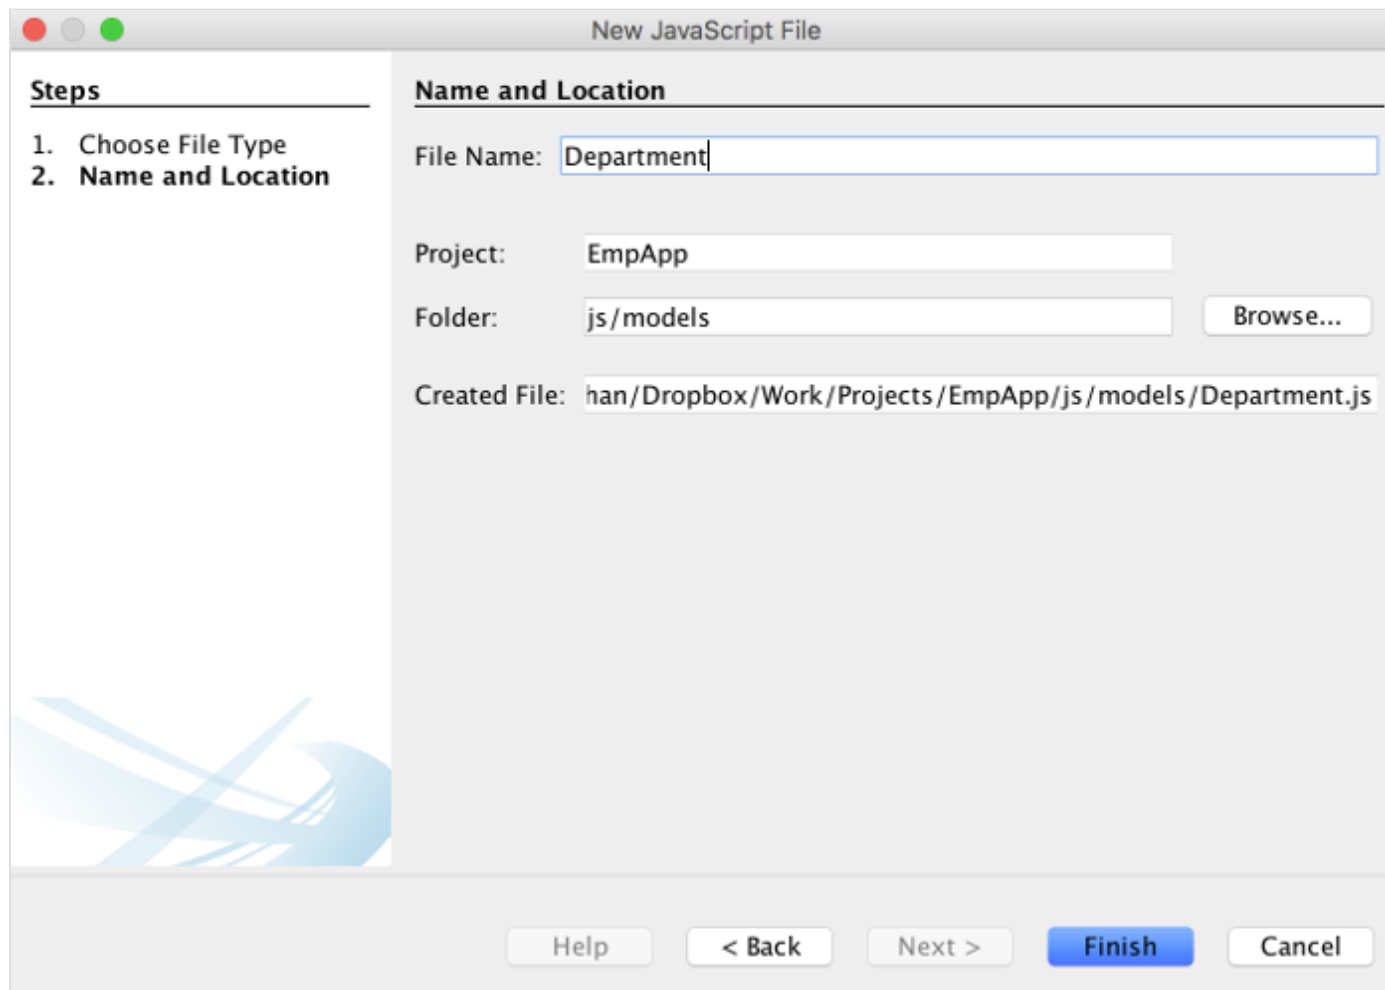 New JavaScript File
Steps
1. Choose File Type
2. Name and Location
Name and Location
File Name: Department
Project: EmpApp
Folder: js/models Browse...
Created File: han/Dropbox/Work/Projects/EmpApp/js/models/Department.js
Help < Back Next > Finish Cancel